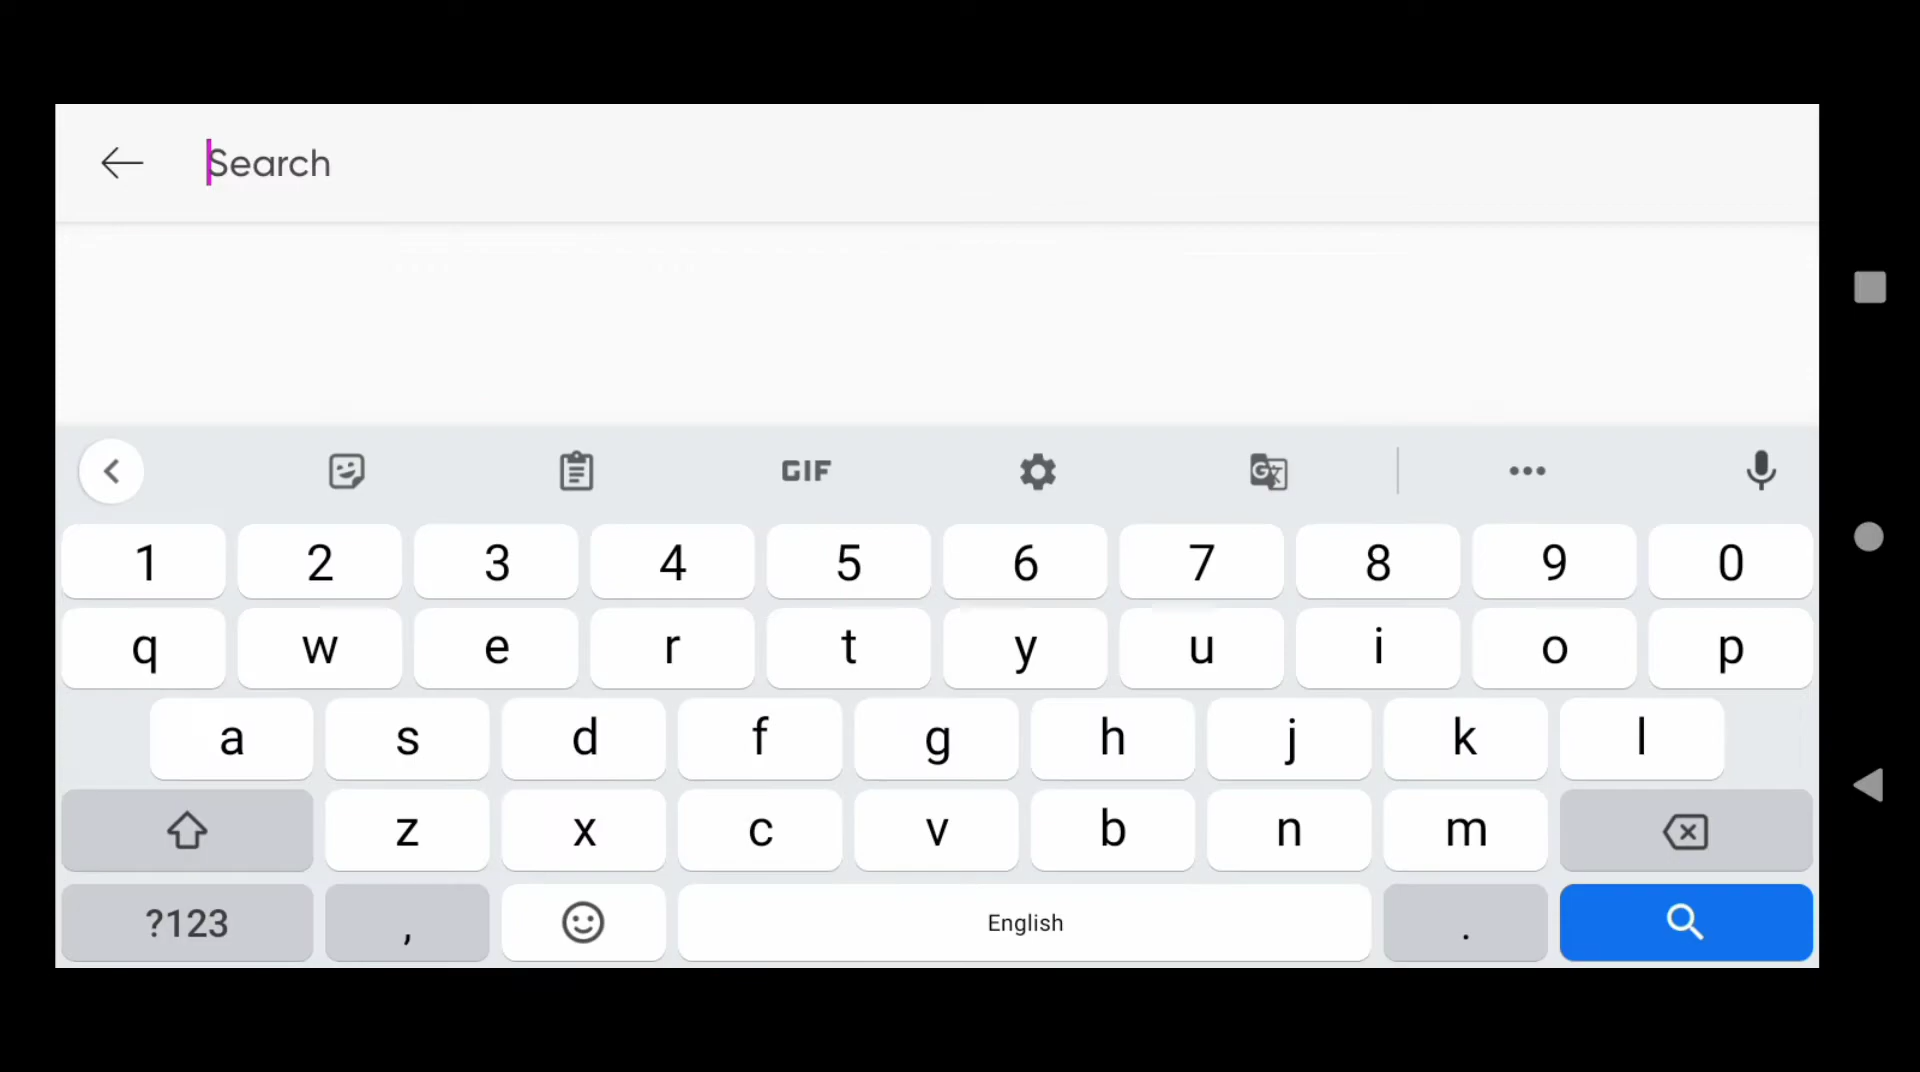 Search
GIF
1 2 3 4 5 6 7 8 9 0
q w e r t y u i o p
a s d f g h j k l
z x c v b n m
?123 , English .